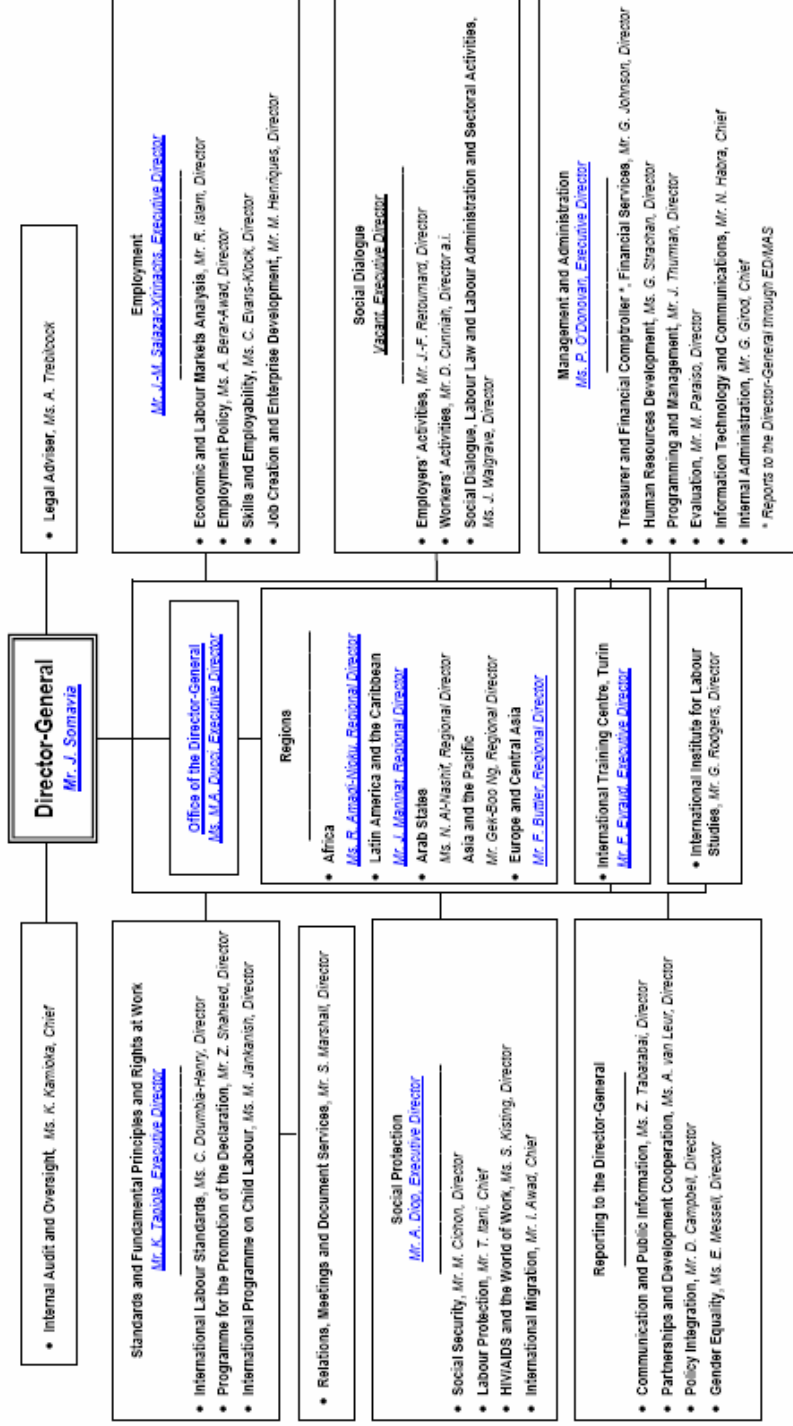 Director-General
Mr. J. Somavia
• Internal Audit and Oversight, Ms. K. Kamioka, Chief
• Legal Adviser, Ms. A. Trebilcock
Standards and Fundamental Principles and Rights at Work
Mr. K. Tapiola, Executive Director
• International Labour Standards, Ms. C. Doumbia-Henry, Director
• Programme for the Promotion of the Declaration, Mr. Z. Shaheed, Director
• International Programme on Child Labour, Ms. M. Jankanish, Director
• Relations, Meetings and Document Services, Mr. S. Marshall, Director
Social Protection
Mr. A. Diop, Executive Director
• Social Security, Mr. M. Cichon, Director
• Labour Protection, Mr. T. Itani, Chief
• HIV/AIDS and the World of Work, Ms. S. Kisting, Director
• International Migration, Mr. I. Awad, Chief
Reporting to the Director-General
• Communication and Public Information, Ms. Z. Tabatabai, Director
• Partnerships and Development Cooperation, Ms. A. van Leur, Director
• Policy Integration, Mr. D. Campbell, Director
• Gender Equality, Ms. E. Messell, Director
Office of the Director-General
Ms. M.A. Ducci, Executive Director
Regions
• Africa
Ms. R. Amadi-Njoku, Regional Director
• Latin America and the Caribbean
Mr. J. Maninat, Regional Director
• Arab States
Ms. N. Al-Nashif, Regional Director
Asia and the Pacific
Mr. Gek-Boo Ng, Regional Director
• Europe and Central Asia
Mr. F. Buttler, Regional Director
• International Training Centre, Turin
Mr. F. Eyraud, Executive Director
• International Institute for Labour
Studies, Mr. G. Rodgers, Director
Employment
Mr. J.-M. Salazar-Xirinachs, Executive Director
• Economic and Labour Markets Analysis, Mr. R. Islam, Director
• Employment Policy, Ms. A. Berar-Awad, Director
• Skills and Employability, Ms. C. Evans-Klock, Director
• Job Creation and Enterprise Development, Mr. M. Henriques, Director
Social Dialogue
Vacant, Executive Director
• Employers' Activities, Mr. J.-F. Retournard, Director
• Workers' Activities, Mr. D. Cunniah, Director a.i.
• Social Dialogue, Labour Law and Labour Administration and Sectoral Activities,
Ms. J. Walgrave, Director
Management and Administration
Ms. P. O'Donovan, Executive Director
• Treasurer and Financial Comptroller *, Financial Services, Mr. G. Johnson, Director
• Human Resources Development, Ms. G. Strachan, Director
• Programming and Management, Mr. J. Thurman, Director
• Evaluation, Mr. M. Paraiso, Director
• Information Technology and Communications, Mr. N. Habra, Chief
• Internal Administration, Mr. G. Girod, Chief
* Reports to the Director-General through ED/MAS